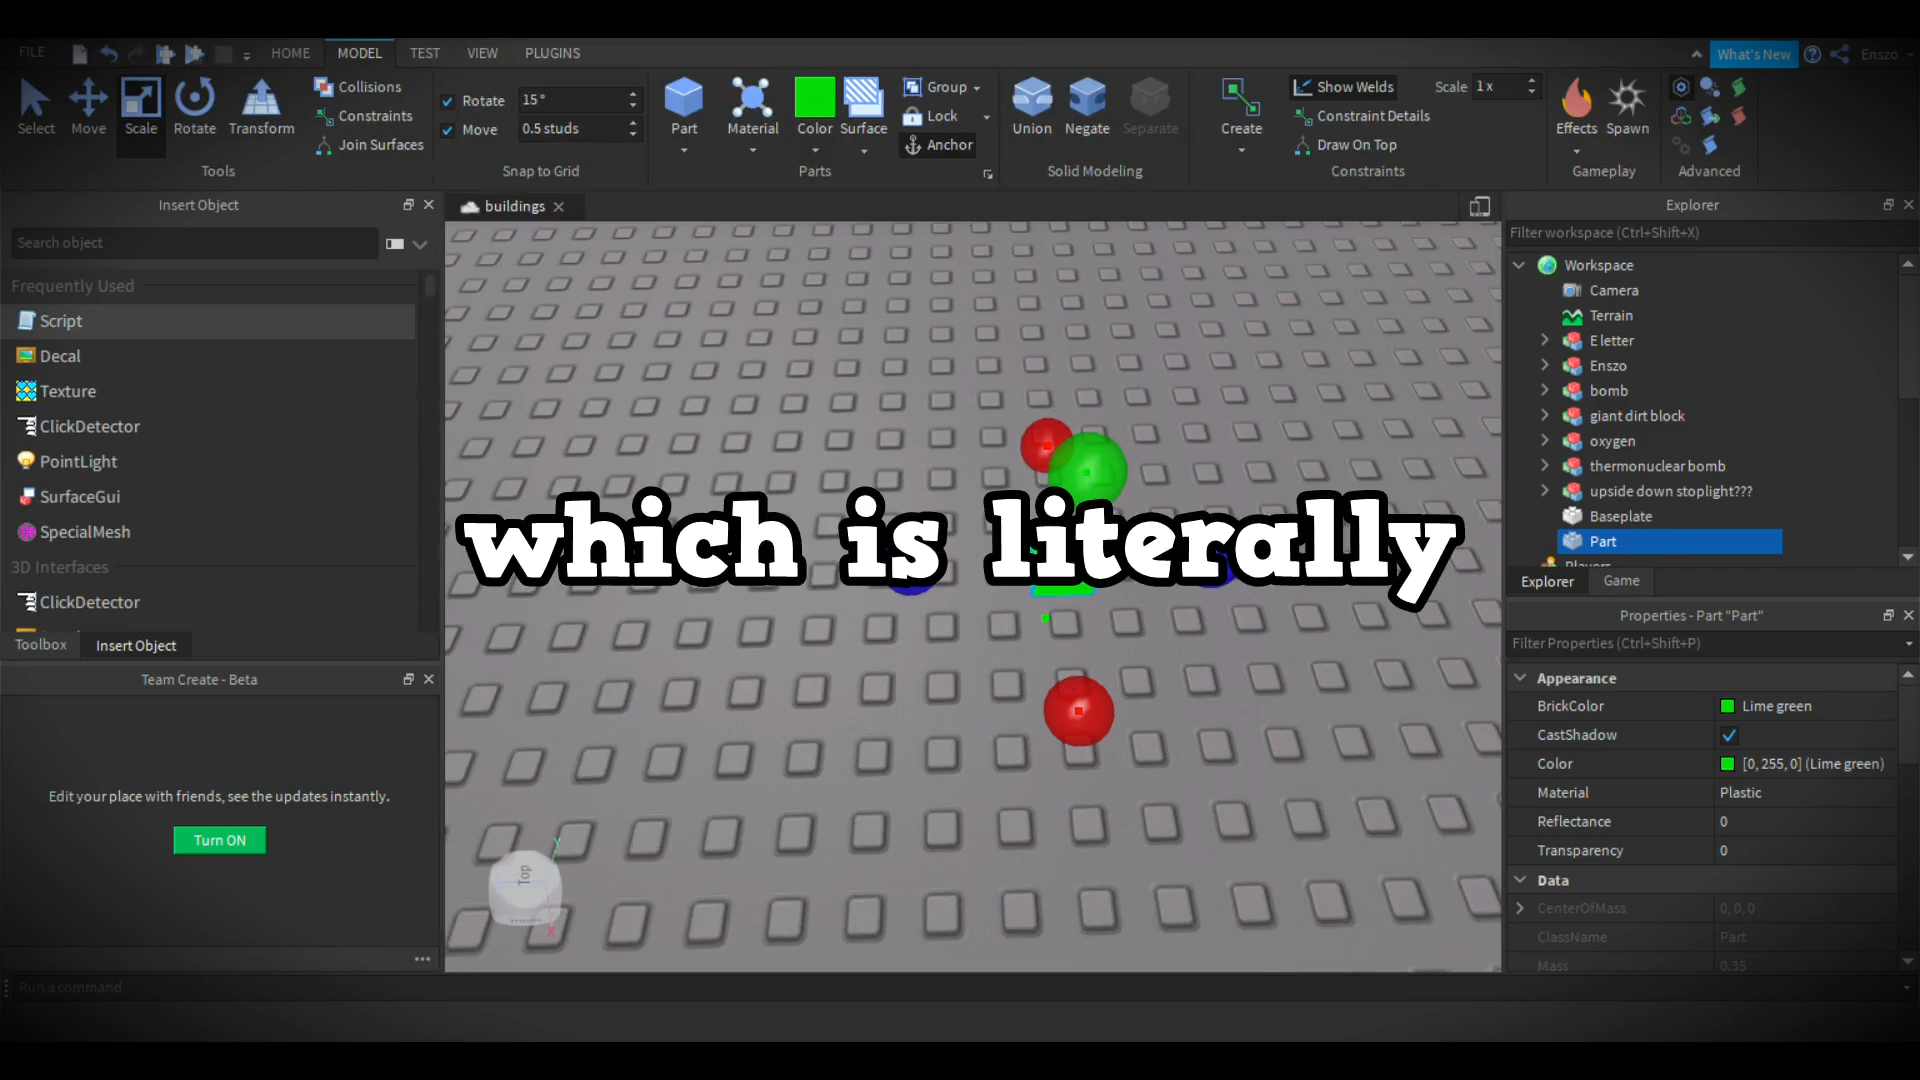 FILE HOME MODEL TEST VIEW PLUGINS What's New Enszo
Select Move Scale Rotate Transform
Collisions
Constraints
Join Surfaces
Tools
Rotate 15°
Move 0.5 studs
Snap to Grid
Part Material Color Surface
Group
Lock
Anchor
Parts
Union Negate Separate
Solid Modeling
Create
Show Welds Scale 1 x
Constraint Details
Draw On Top
Constraints
Effects Spawn
Gameplay
Advanced
Insert Object
Search object
Frequently Used
Script
Decal
Texture
ClickDetector
PointLight
SurfaceGui
SpecialMesh
3D Interfaces
ClickDetector
Toolbox Insert Object
Team Create - Beta
Edit your place with friends, see the updates instantly.
Turn ON
buildings
which is literally
Top
Y
X
Explorer
Filter workspace (Ctrl+Shift+X)
Workspace
Camera
Terrain
E letter
Enszo
bomb
giant dirt block
oxygen
thermonuclear bomb
upside down stoplight???
Baseplate
Part
Players
Explorer Game
Properties - Part "Part"
Filter Properties (Ctrl+Shift+P)
Appearance
BrickColor Lime green
CastShadow
Color [0, 255, 0] (Lime green)
Material Plastic
Reflectance 0
Transparency 0
Data
CenterOfMass 0, 0, 0
ClassName Part
Mass 0.35
Run a command